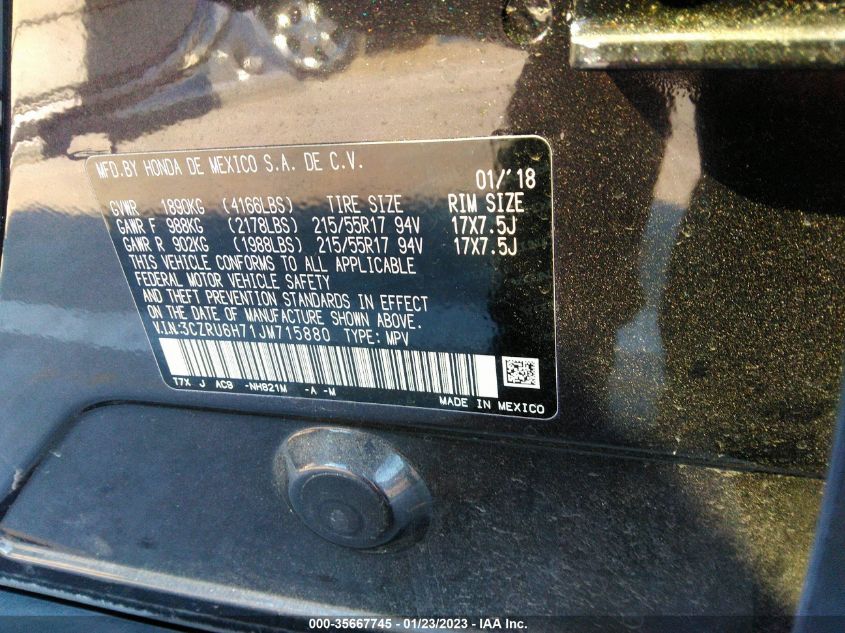 MFD.BY HONDA DE MEXICO S.A. DE C.V.
01/'18
GVWR 1890KG (4166LBS) TIRE SIZE RIM SIZE
GAWR F 988KG (2178LBS) 215/55R17 94V 17X7.5J
GAWR R 902KG (1988LBS) 215/55R17 94V 17X7.5J
THIS VEHICLE CONFORMS TO ALL APPLICABLE
FEDERAL MOTOR VEHICLE SAFETY
AND THEFT PREVENTION STANDARDS IN EFFECT
ON THE DATE OF MANUFACTURE SHOWN ABOVE.
V.I.N:3CZRU6H71JM715880 TYPE: MPV
T7X J AC8 -NH821M -A -M
MADE IN MEXICO
000-35667745 / 01/23/2023 - IAA Inc.